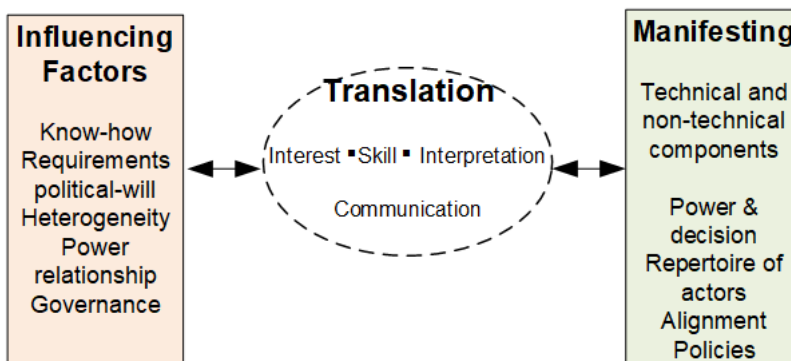 Influencing
Factors
Know-how
Requirements
political-will
Heterogeneity
Power
relationship
Governance
Translation
Interest ▪Skill▪ Interpretation
Communication
Manifesting
Technical and
non-technical
components
Power &
decision
Repertoire of
actors
Alignment
Policies